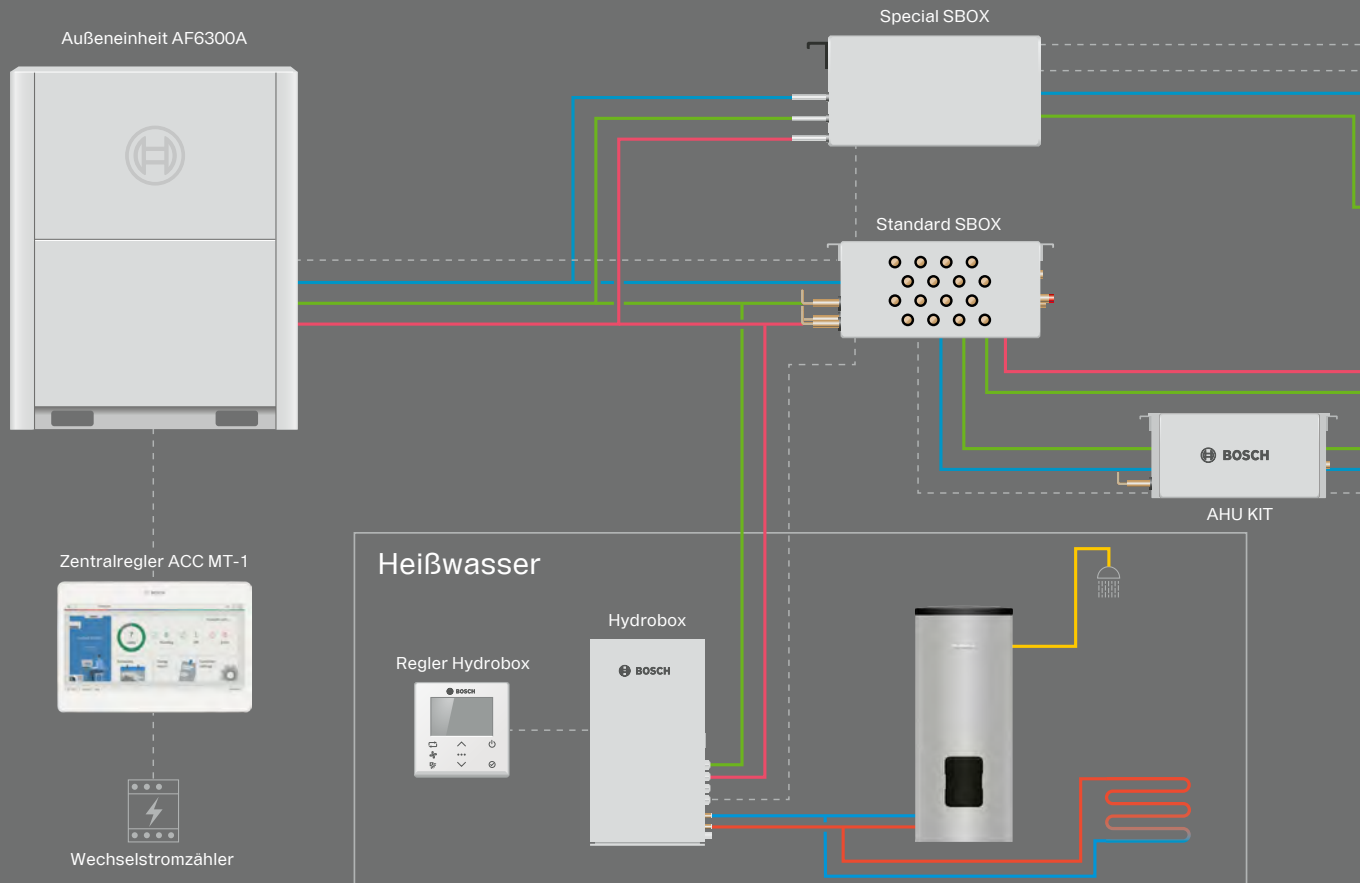 Special SBOX
Außeneinheit AF6300A
Standard SBOX
BOSCH
AHU KIT
Zentralregler ACC MT-1
Heißwasser
Hydrobox
Regler Hydrobox
BOSCH
BOSCH
Wechselstromzähler